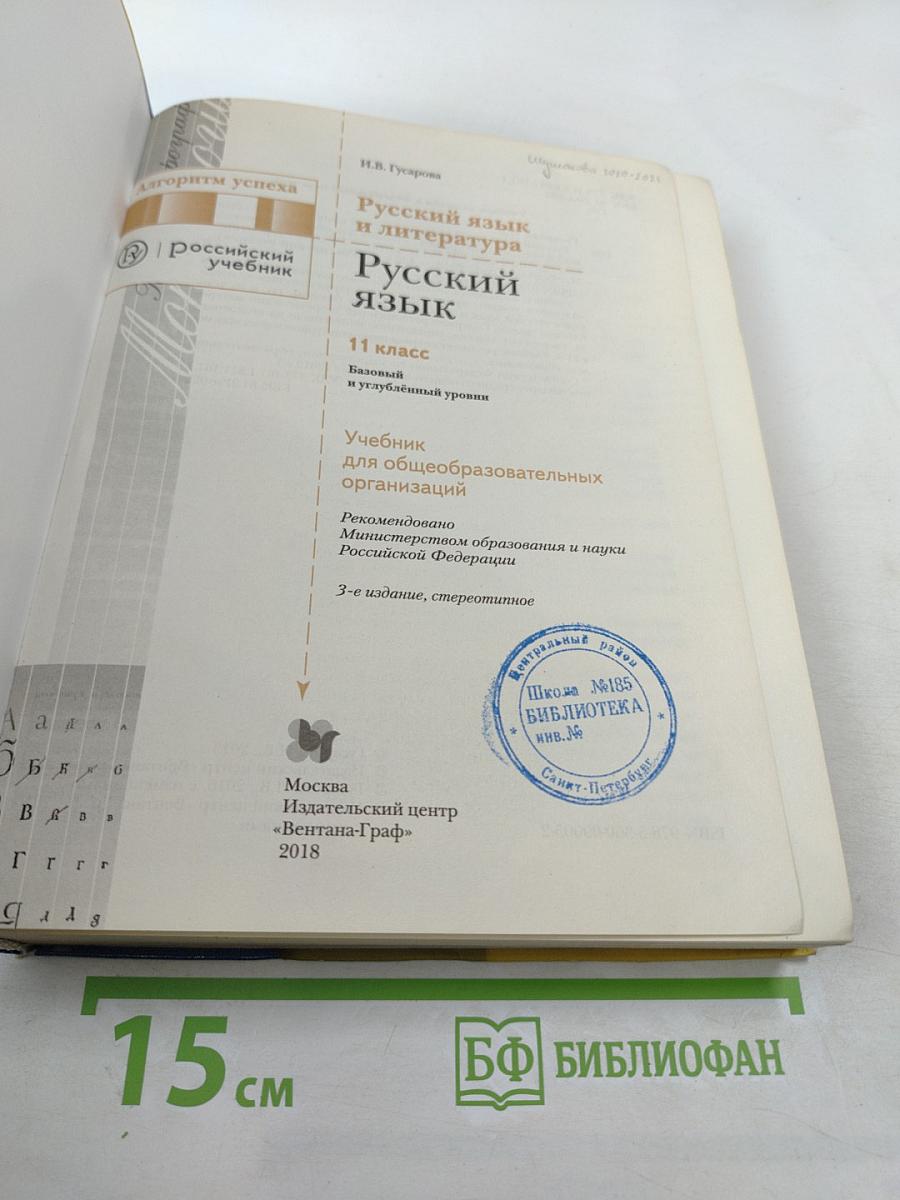 И.В. Гусарова
2020-2021
Алгоритм успеха
Российский
учебник
Русский язык
и литература
Русский
язык
11 класс
Базовый
и углублённый уровни
Учебник
для общеобразовательных
организаций
Рекомендовано
Министерством образования и науки
Российской Федерации
3-е издание, стереотипное
Центральный район
Школа №185
БИБЛИОТЕКА
инв.№
Санкт-Петербург
Москва
Издательский центр
«Вентана-Граф»
2018
А а
Б Б б
В в в
Г г г г
15 см
БФ БИБЛИОФАН